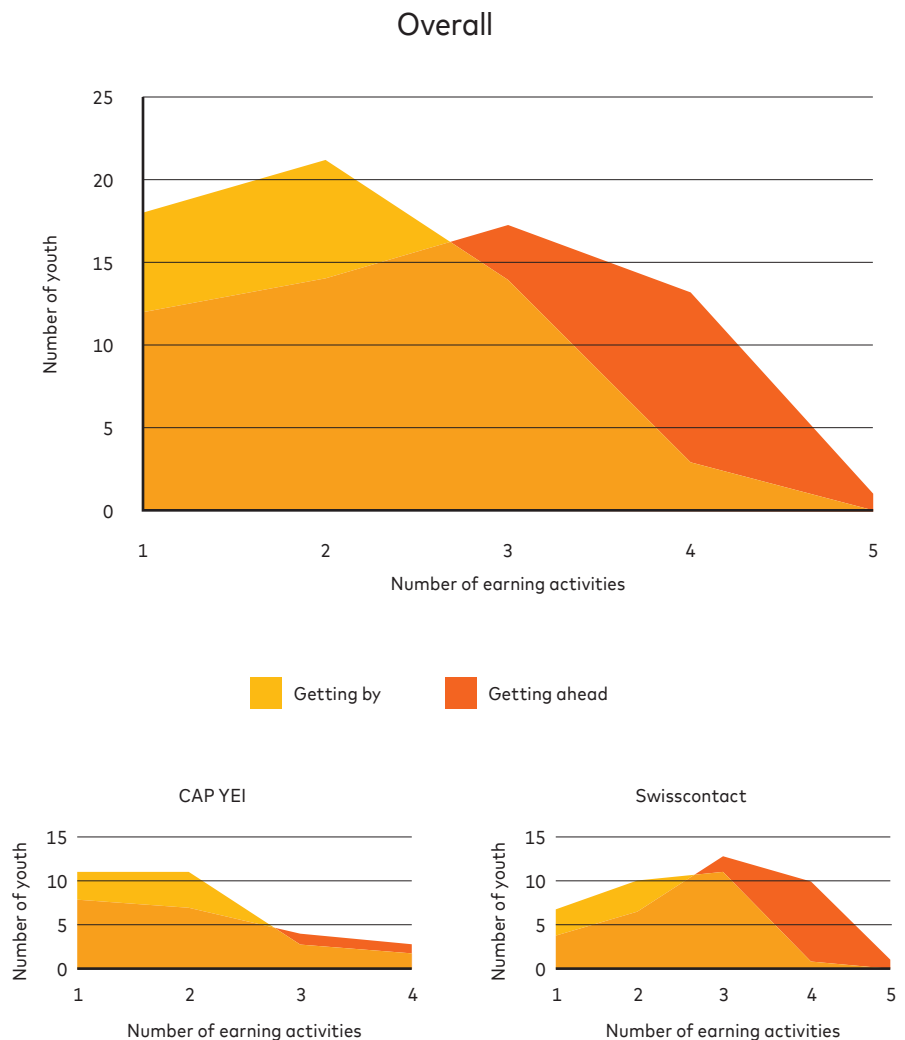 Overall
25
20
15
10
5
0
Number of youth
1 2 3 4 5
Number of earning activities
Getting by Getting ahead
CAP YEI
15
10
5
0
Number of youth
1 2 3 4
Number of earning activities
Swisscontact
15
10
5
0
Number of youth
1 2 3 4 5
Number of earning activities